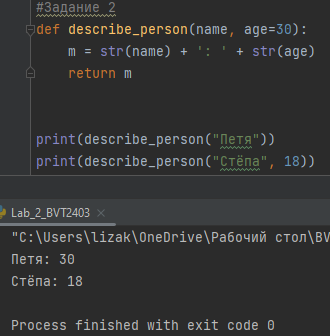 #Задание 2
def describe_person(name, age=30):
    m = str(name) + ': ' + str(age)
    return m
print(describe_person("Петя"))
print(describe_person("Стёпа", 18))
Lab_2_BVT2403 ×
"C:\Users\lizak\OneDrive\Рабочий стол\BV
Петя: 30
Стёпа: 18
Process finished with exit code 0